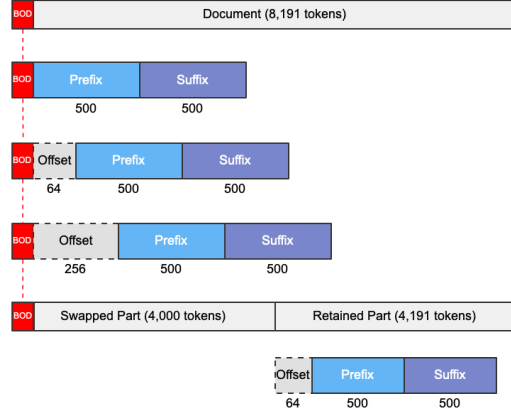 BOD Document (8,191 tokens)
BOD Prefix Suffix
500 500
BOD Offset Prefix Suffix
64 500 500
BOD Offset Prefix Suffix
256 500 500
BOD Swapped Part (4,000 tokens) Retained Part (4,191 tokens)
Offset Prefix Suffix
64 500 500